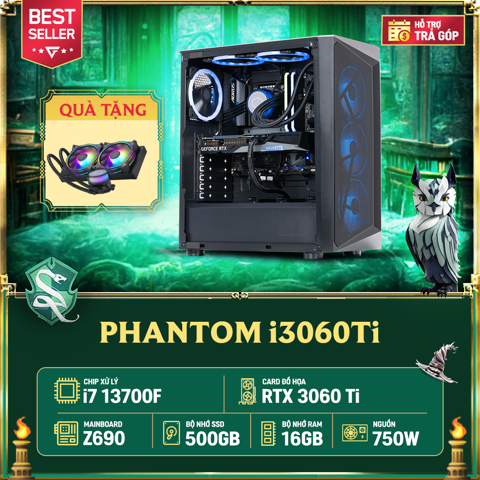 BEST
SELLER
HỖ TRỢ
TRẢ GÓP
QUÀ TẶNG
AORUS
GEFORCE RTX
PHANTOM i3060Ti
CHIP XỬ LÝ
i7 13700F
CARD ĐỒ HỌA
RTX 3060 Ti
MAINBOARD
Z690
BỘ NHỚ SSD
500GB
BỘ NHỚ RAM
16GB
NGUỒN
750W